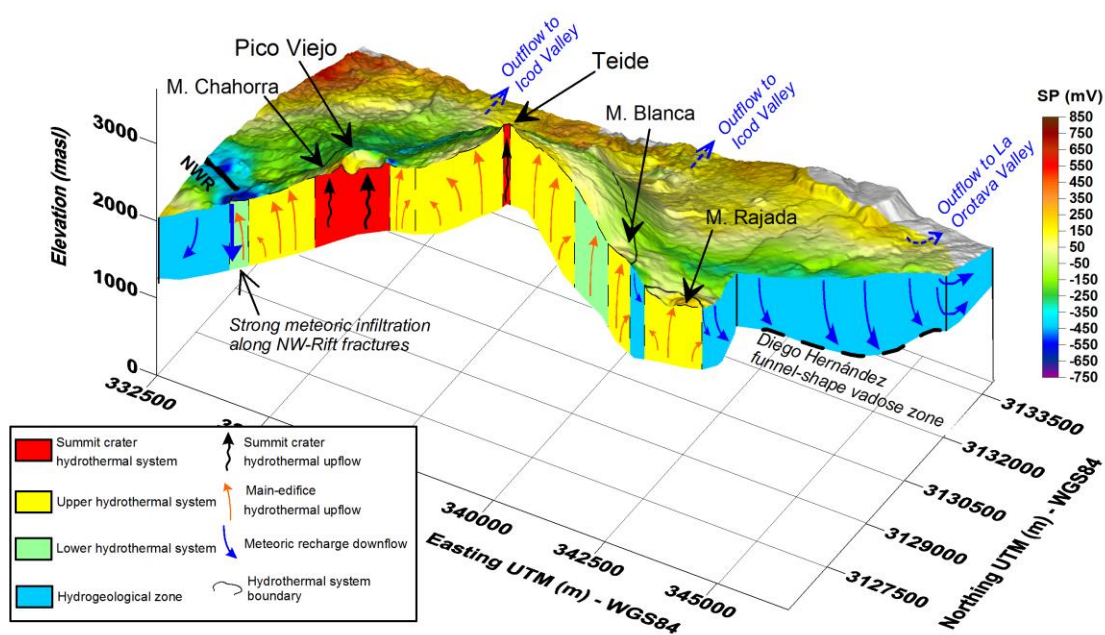 Outflow to
Icod Valley
Pico Viejo
M. Chahorra
Teide
M. Blanca
Outflow to
Icod Valley
M. Rajada
Outflow to La
Orotava Valley
SP (mV)
850
750
650
550
450
350
250
150
50
-50
-150
-250
-350
-450
-550
-650
-750
NWR
Elevation (masl)
3000
2000
1000
0
Strong meteoric infiltration
along NW-Rift fractures
Diego Hernández
funnel-shape vadose zone
332500
340000
342500
345000
Easting UTM (m) - WGS84
3133500
3132000
3130500
3129000
3127500
Northing UTM (m) - WGS84
Summit crater
hydrothermal system
Upper hydrothermal system
Lower hydrothermal system
Hydrogeological zone
Summit crater
hydrothermal upflow
Main-edifice
hydrothermal upflow
Meteoric recharge downflow
Hydrothermal system
boundary